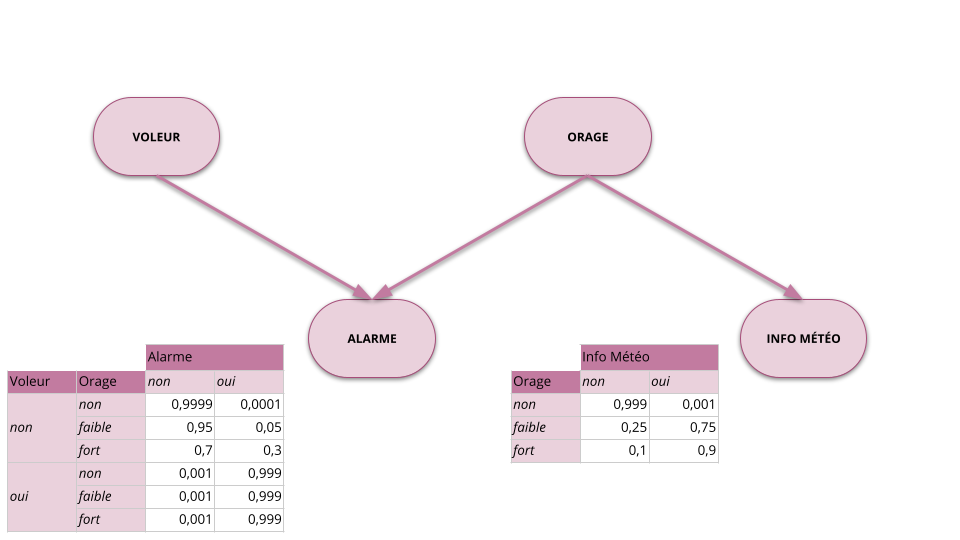 VOLEUR
ORAGE
ALARME
INFO MÉTÉO
Alarme
Voleur Orage non oui
non 0,9999 0,0001
non faible 0,95 0,05
fort 0,7 0,3
non 0,001 0,999
oui faible 0,001 0,999
fort 0,001 0,999
Info Météo
Orage non oui
non 0,999 0,001
faible 0,25 0,75
fort 0,1 0,9